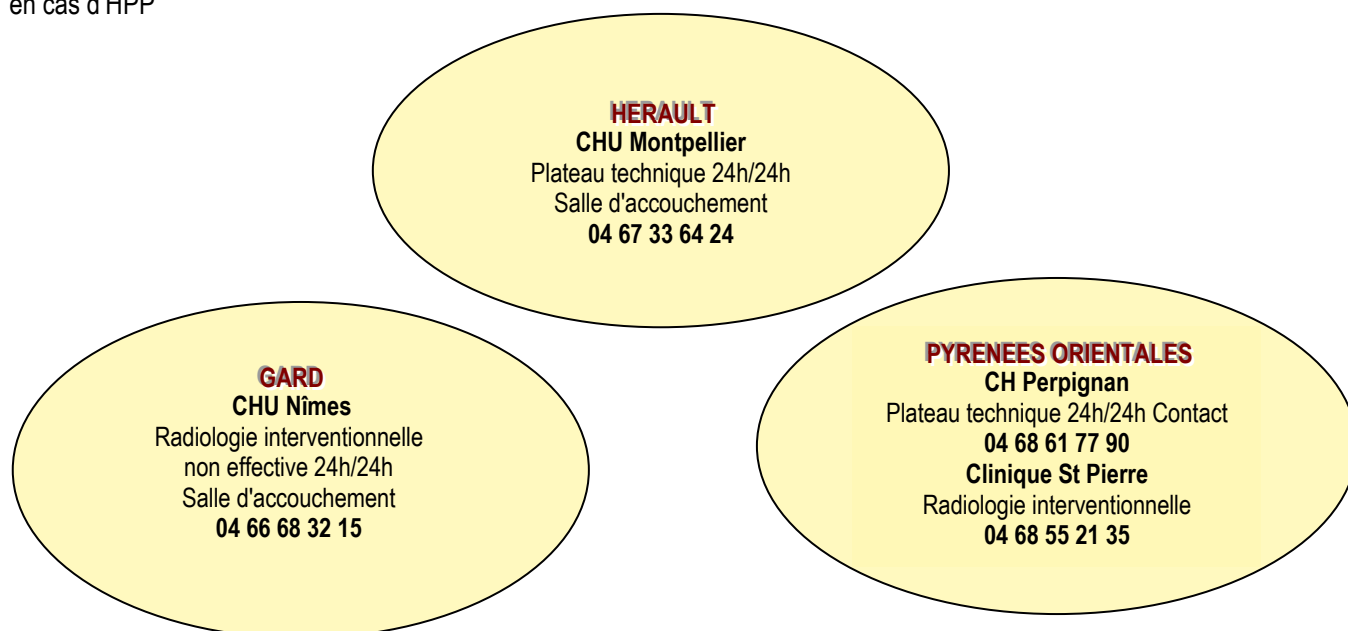 en cas d'HPP
HERAULT
CHU Montpellier
Plateau technique 24h/24h
Salle d'accouchement
04 67 33 64 24
GARD
CHU Nîmes
Radiologie interventionnelle
non effective 24h/24h
Salle d'accouchement
04 66 68 32 15
PYRENEES ORIENTALES
CH Perpignan
Plateau technique 24h/24h Contact
04 68 61 77 90
Clinique St Pierre
Radiologie interventionnelle
04 68 55 21 35